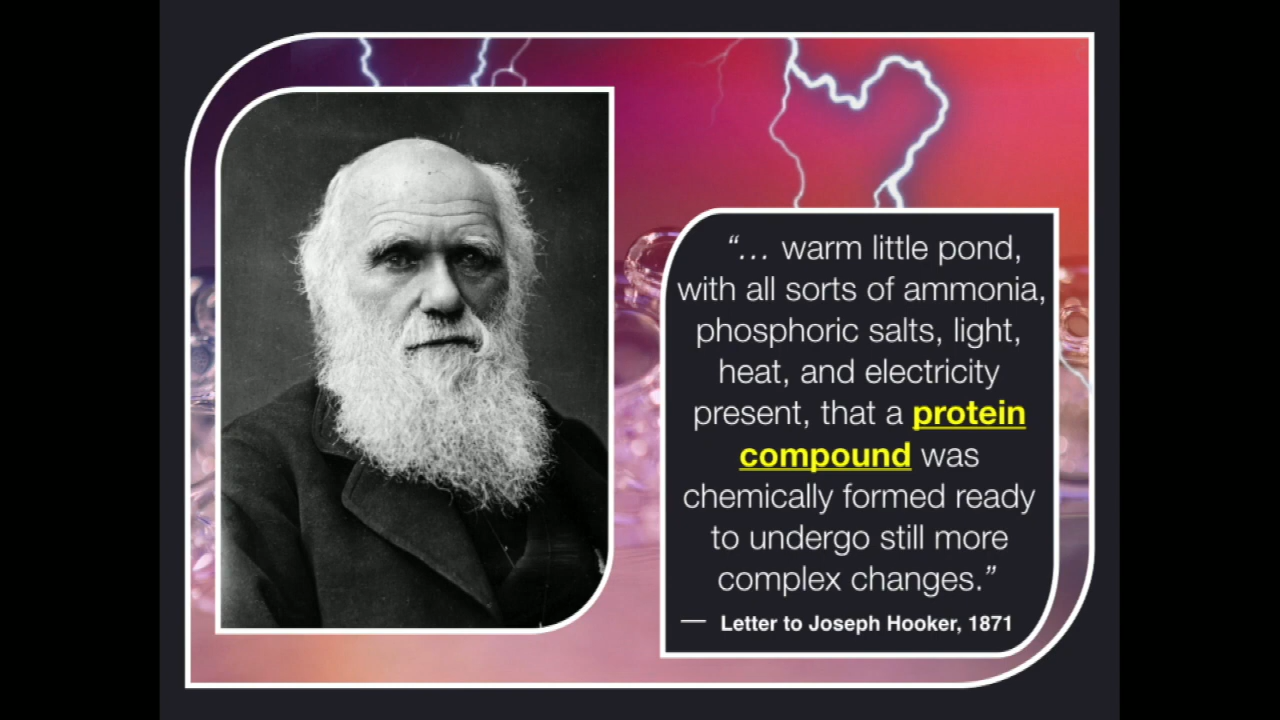 “… warm little pond,
with all sorts of ammonia,
phosphoric salts, light,
heat, and electricity
present, that a protein
compound was
chemically formed ready
to undergo still more
complex changes.”
— Letter to Joseph Hooker, 1871